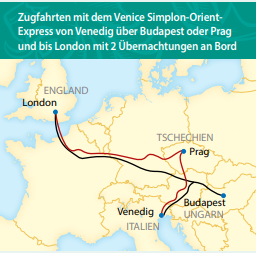 Zugfahrten mit dem Venice Simplon-Orient-
Express von Venedig über Budapest oder Prag
und bis London mit 2 Übernachtungen an Bord
ENGLAND
London
TSCHECHIEN
Prag
Budapest
Venedig
UNGARN
ITALIEN